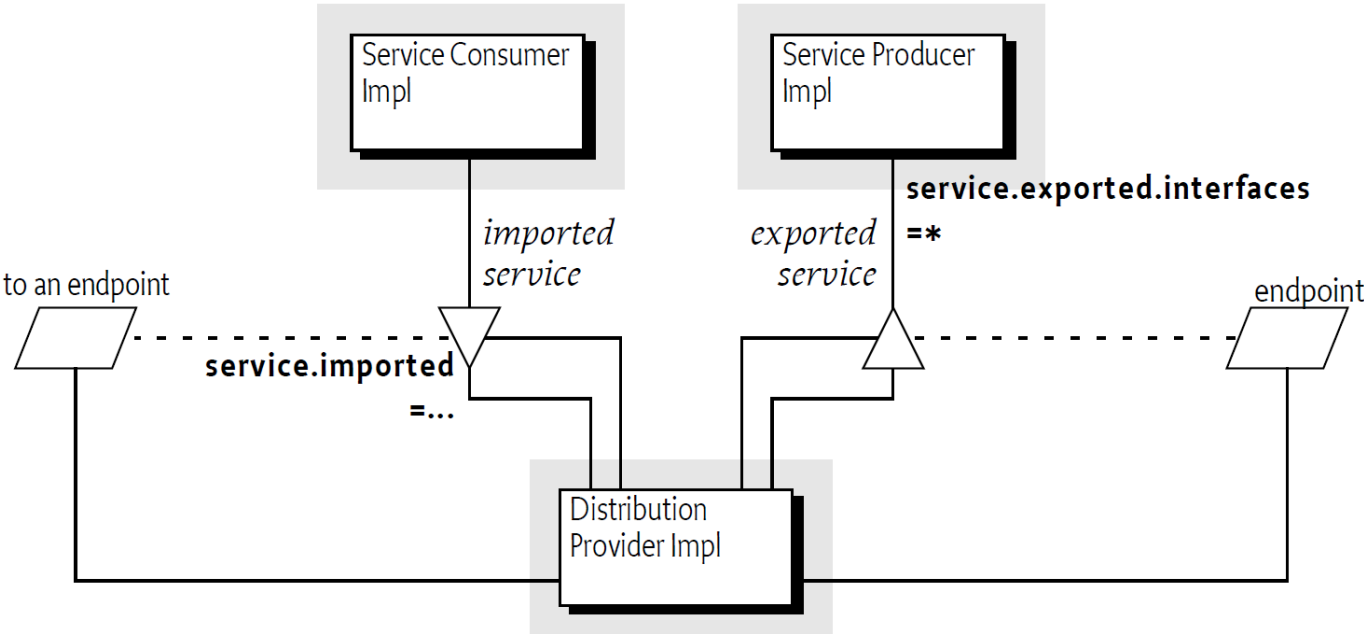 Service Consumer
Impl
Service Producer
Impl
service.exported.interfaces
=*
imported
service
exported
service
to an endpoint
endpoint
service.imported
=...
Distribution
Provider Impl